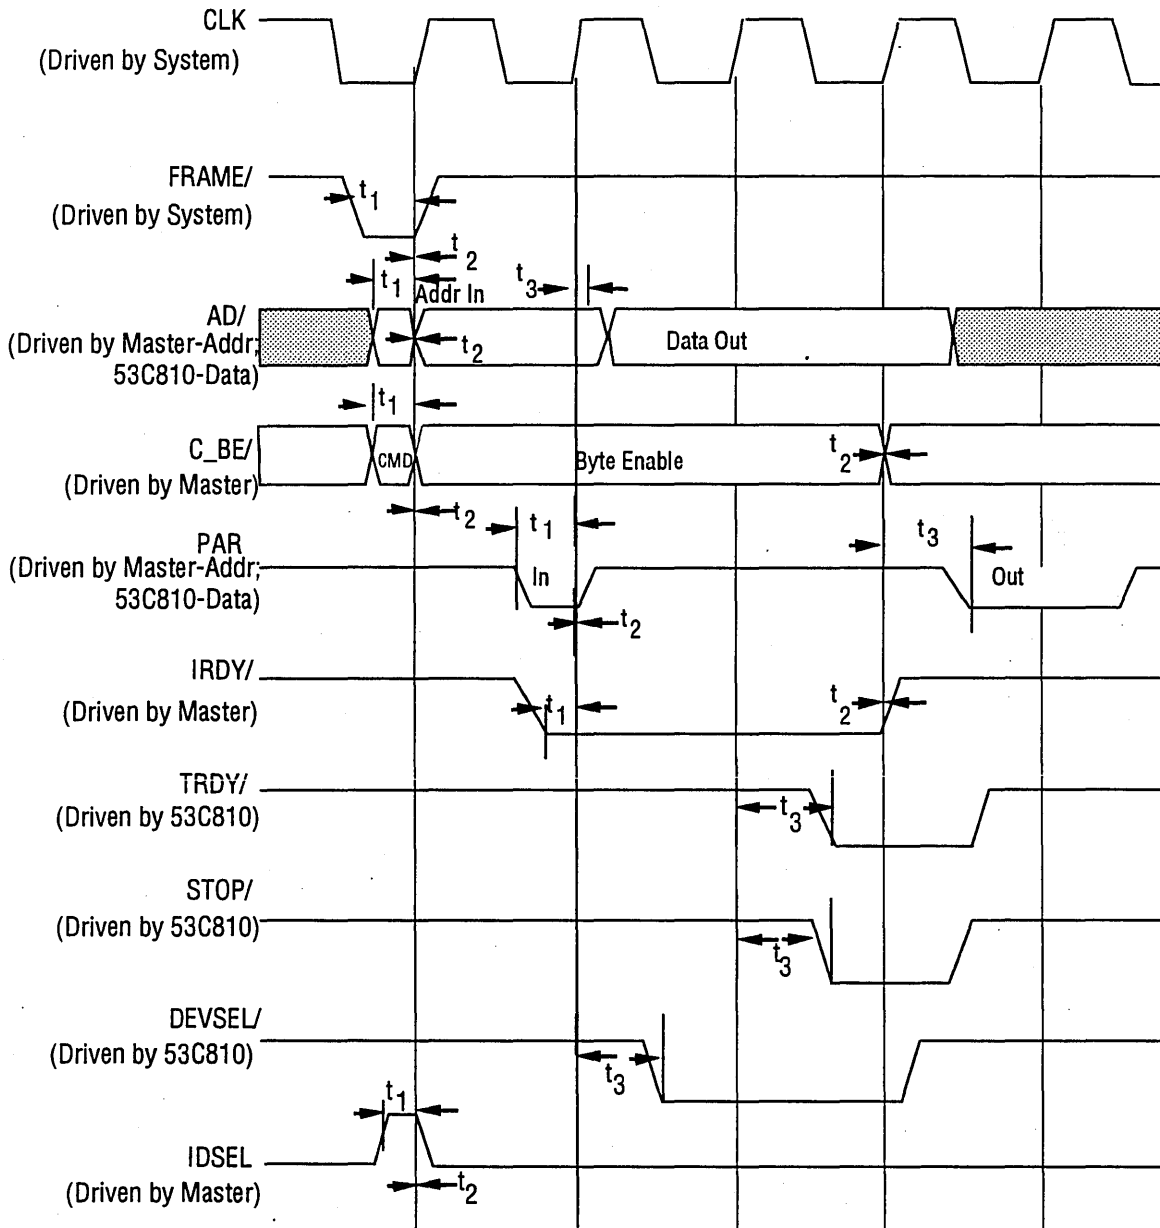 CLK
(Driven by System)
FRAME/
(Driven by System)
t1
t2
t1
Addr In
t3
AD/
(Driven by Master-Addr;
53C810-Data)
t2
Data Out
t1
C_BE/
(Driven by Master)
CMD
Byte Enable
t2
t2
t1
t3
PAR
(Driven by Master-Addr;
53C810-Data)
In
Out
t2
IRDY/
(Driven by Master)
t1
t2
TRDY/
(Driven by 53C810)
t3
STOP/
(Driven by 53C810)
t3
DEVSEL/
(Driven by 53C810)
t3
t1
IDSEL
(Driven by Master)
t2